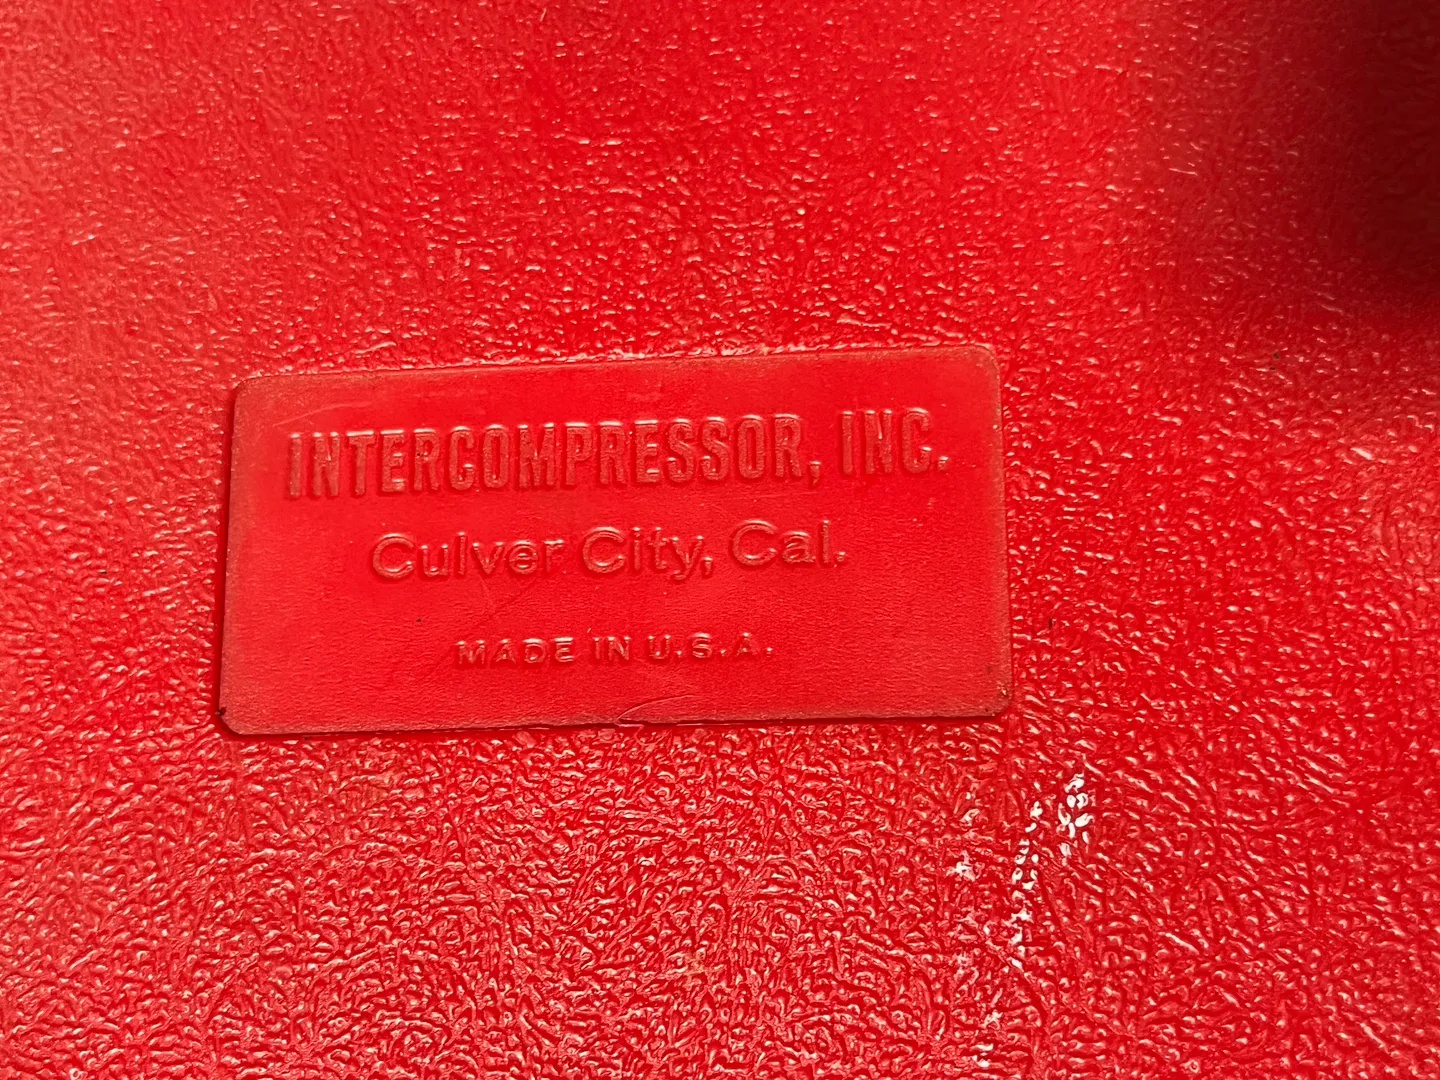 INTERCOMPRESSOR, INC.
Culver City, Cal.
MADE IN U.S.A.